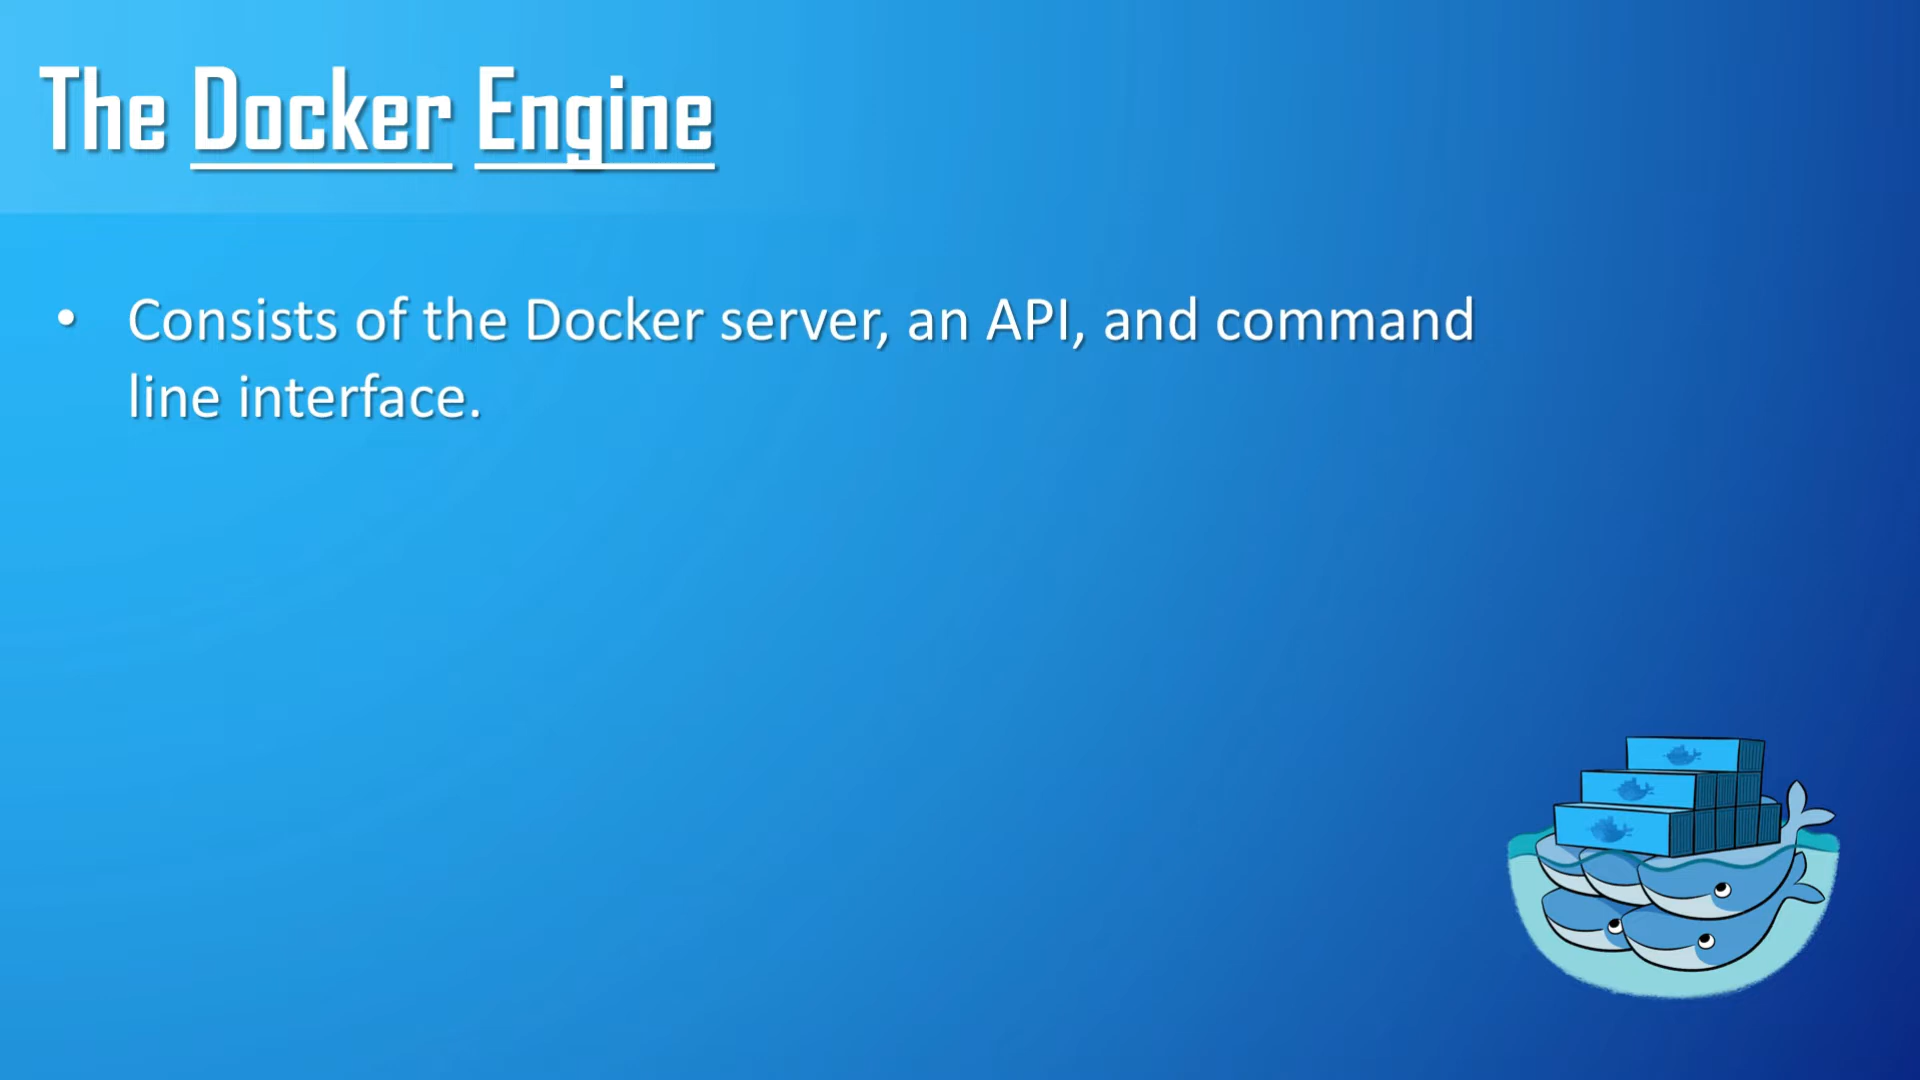 The Docker Engine
• Consists of the Docker server, an API, and command
line interface.